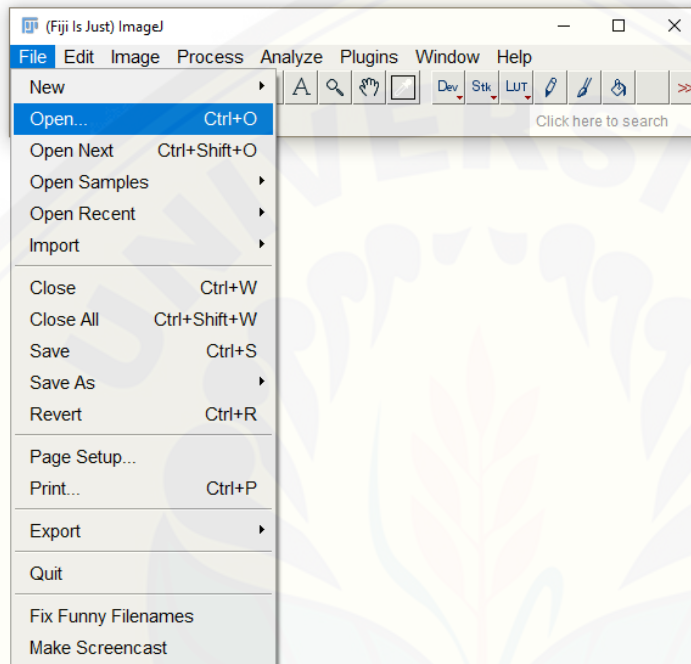 (Fiji Is Just) ImageJ
File Edit Image Process Analyze Plugins Window Help
A Dev Stk LUT >>
Click here to search
New
Open... Ctrl+O
Open Next Ctrl+Shift+O
Open Samples
Open Recent
Import
Close Ctrl+W
Close All Ctrl+Shift+W
Save Ctrl+S
Save As
Revert Ctrl+R
Page Setup...
Print... Ctrl+P
Export
Quit
Fix Funny Filenames
Make Screencast
UNIVERSI